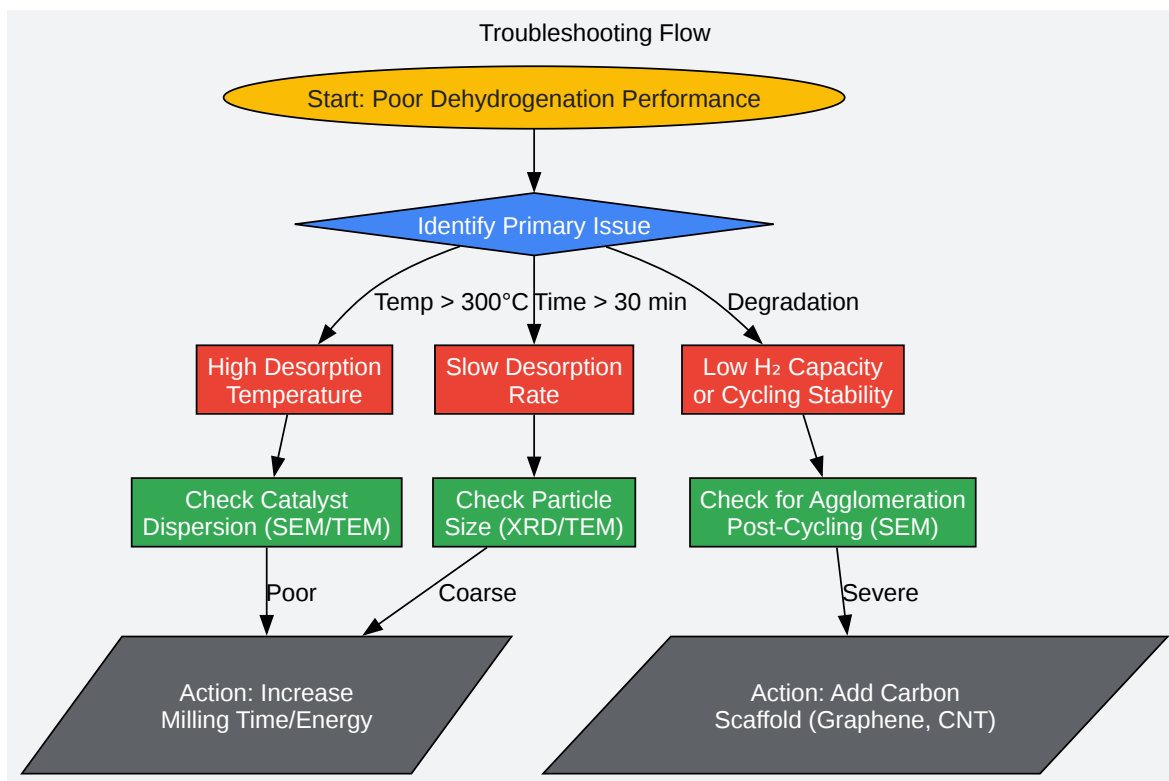 Troubleshooting Flow
Start: Poor Dehydrogenation Performance
Identify Primary Issue
Temp > 300°C
Time > 30 min
Degradation
High Desorption
Temperature
Slow Desorption
Rate
Low H₂ Capacity
or Cycling Stability
Check Catalyst
Dispersion (SEM/TEM)
Check Particle
Size (XRD/TEM)
Check for Agglomeration
Post-Cycling (SEM)
Poor
Coarse
Severe
Action: Increase
Milling Time/Energy
Action: Add Carbon
Scaffold (Graphene, CNT)